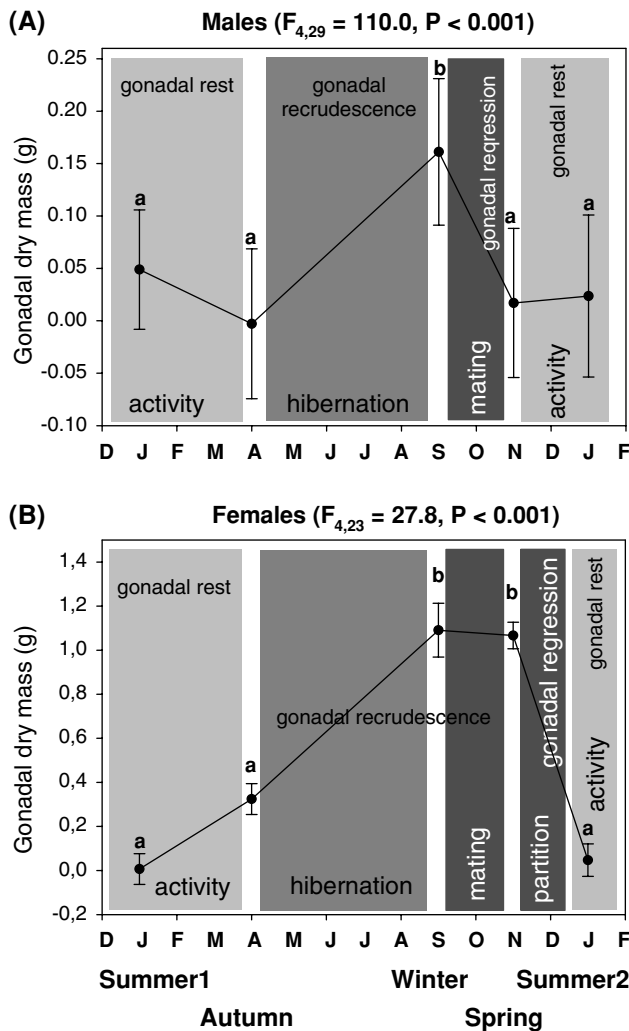 (A) Males (F4,29 = 110.0, P < 0.001)
Gonadal dry mass (g)
0.25
0.20
0.15
0.10
0.05
0.00
-0.05
-0.10
gonadal rest
gonadal
recrudescence
gonadal reqression
gonadal rest
a
a
b
a
a
activity
hibernation
mating
activity
D J F M A M J J A S O N D J F
(B) Females (F4,23 = 27.8, P < 0.001)
Gonadal dry mass (g)
1,4
1,2
1,0
0,8
0,6
0,4
0,2
0,0
-0,2
gonadal rest
gonadal recrudescence
gonadal regression
gonadal rest
a
a
b
b
a
activity
hibernation
mating
partition
activity
D J F M A M J J A S O N D J F
Summer1 Winter Summer2
Autumn Spring